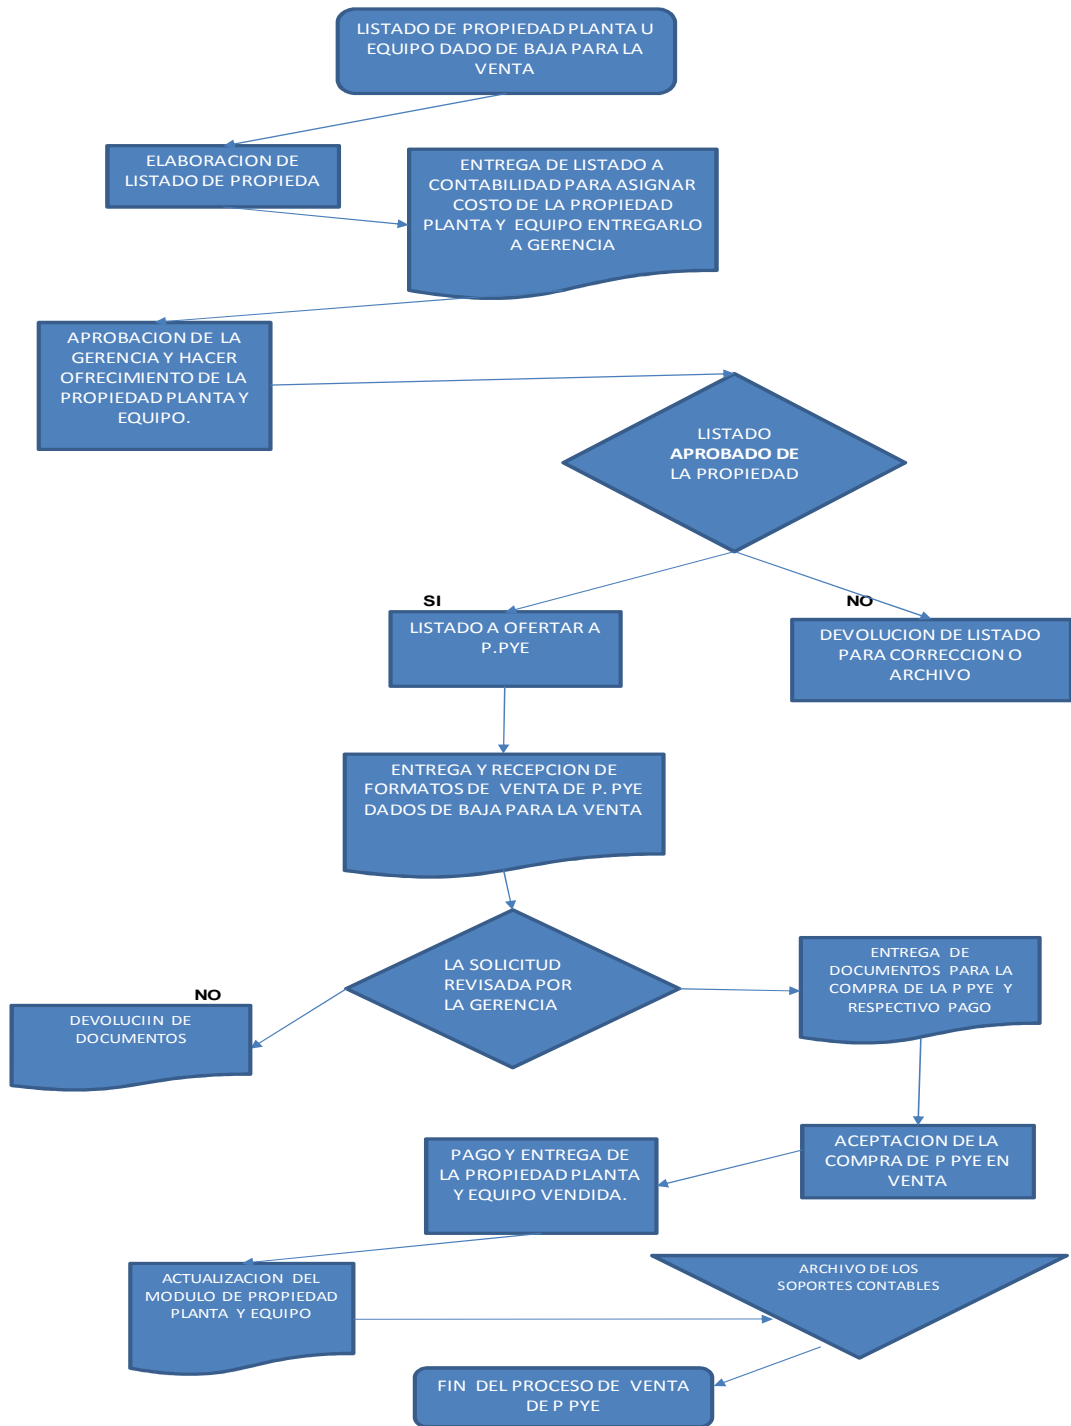 LISTADO DE PROPIEDAD PLANTA U
EQUIPO DADO DE BAJA PARA LA
VENTA
ELABORACION DE
LISTADO DE PROPIEDA
ENTREGA DE LISTADO A
CONTABILIDAD PARA ASIGNAR
COSTO DE LA PROPIEDAD
PLANTA Y EQUIPO ENTREGARLO
A GERENCIA
APROBACION DE LA
GERENCIA Y HACER
OFRECIMIENTO DE LA
PROPIEDAD PLANTA Y
EQUIPO.
LISTADO
APROBADO DE
LA PROPIEDAD
SI
NO
LISTADO A OFERTAR A
P.PYE
DEVOLUCION DE LISTADO
PARA CORRECCION O
ARCHIVO
ENTREGA Y RECEPCION DE
FORMATOS DE VENTA DE P. PYE
DADOS DE BAJA PARA LA VENTA
LA SOLICITUD
REVISADA POR
LA GERENCIA
ENTREGA DE
DOCUMENTOS PARA LA
COMPRA DE LA P PYE Y
RESPECTIVO PAGO
NO
DEVOLUCIIN DE
DOCUMENTOS
ACEPTACION DE LA
COMPRA DE P PYE EN
VENTA
PAGO Y ENTREGA DE
LA PROPIEDAD PLANTA
Y EQUIPO VENDIDA.
ACTUALIZACION DEL
MODULO DE PROPIEDAD
PLANTA Y EQUIPO
ARCHIVO DE LOS
SOPORTES CONTABLES
FIN DEL PROCESO DE VENTA
DE P PYE